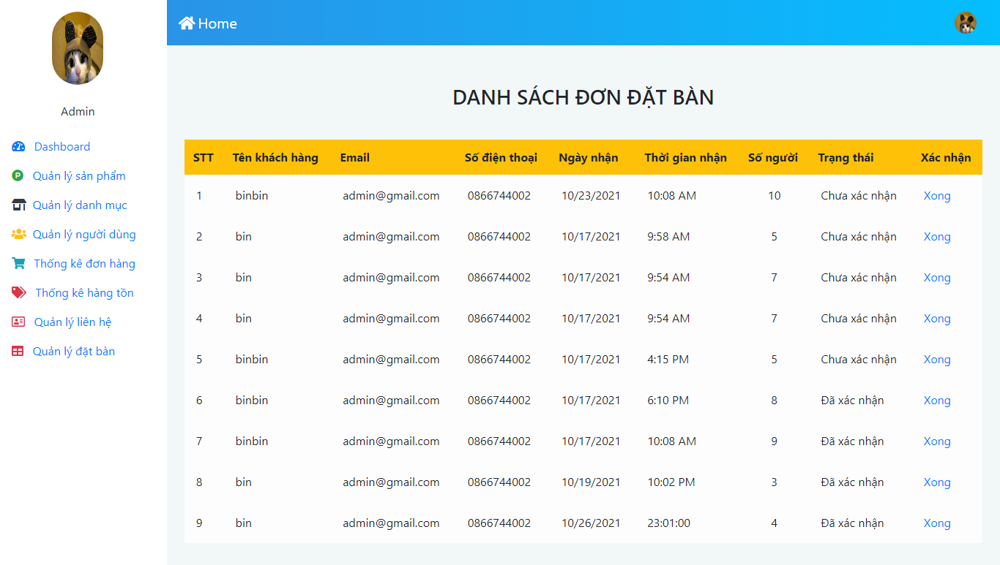 Home
Admin
Dashboard
Quản lý sản phẩm
Quản lý danh mục
Quản lý người dùng
Thống kê đơn hàng
Thống kê hàng tồn
Quản lý liên hệ
Quản lý đặt bàn
DANH SÁCH ĐƠN ĐẶT BÀN
STT Tên khách hàng Email Số điện thoại Ngày nhận Thời gian nhận Số người Trạng thái Xác nhận
1 binbin admin@gmail.com 0866744002 10/23/2021 10:08 AM 10 Chưa xác nhận Xong
2 bin admin@gmail.com 0866744002 10/17/2021 9:58 AM 5 Chưa xác nhận Xong
3 bin admin@gmail.com 0866744002 10/17/2021 9:54 AM 7 Chưa xác nhận Xong
4 bin admin@gmail.com 0866744002 10/17/2021 9:54 AM 7 Chưa xác nhận Xong
5 binbin admin@gmail.com 0866744002 10/17/2021 4:15 PM 5 Chưa xác nhận Xong
6 binbin admin@gmail.com 0866744002 10/17/2021 6:10 PM 8 Đã xác nhận Xong
7 binbin admin@gmail.com 0866744002 10/17/2021 10:08 AM 9 Đã xác nhận Xong
8 bin admin@gmail.com 0866744002 10/19/2021 10:02 PM 3 Đã xác nhận Xong
9 bin admin@gmail.com 0866744002 10/26/2021 23:01:00 4 Đã xác nhận Xong